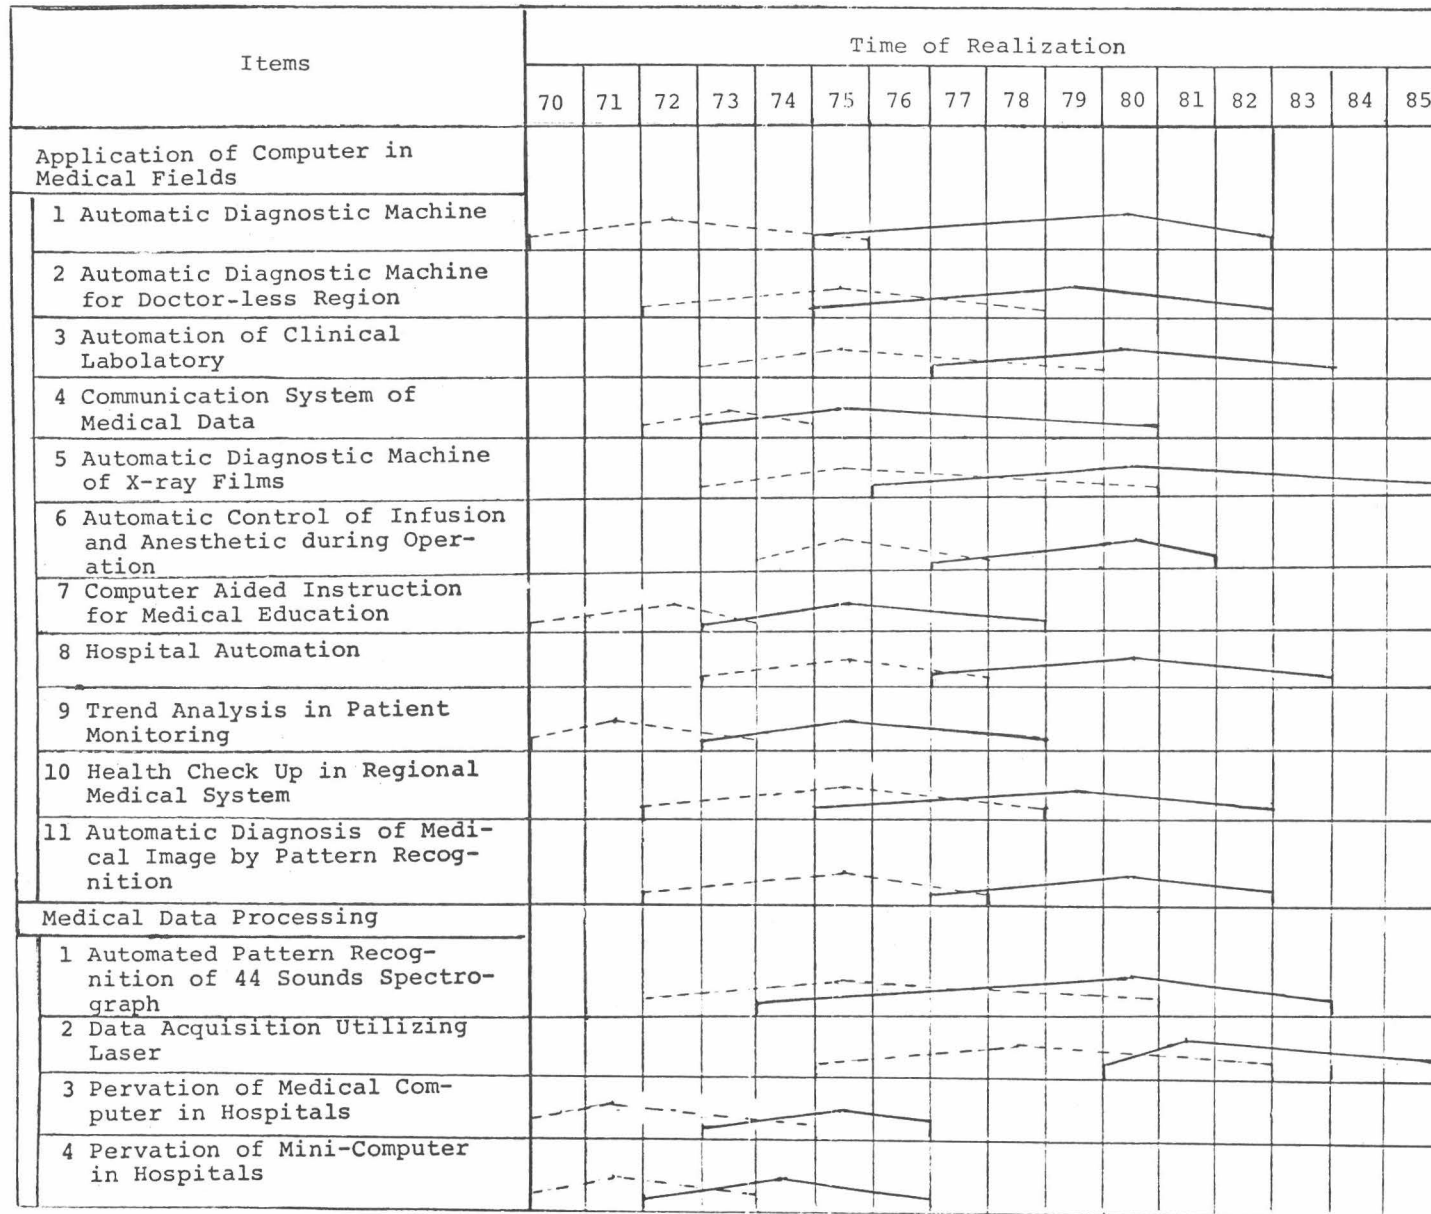 Items
Time of Realization
70 71 72 73 74 75 76 77 78 79 80 81 82 83 84 85
Application of Computer in
Medical Fields
1 Automatic Diagnostic Machine
2 Automatic Diagnostic Machine
for Doctor-less Region
3 Automation of Clinical
Labolatory
4 Communication System of
Medical Data
5 Automatic Diagnostic Machine
of X-ray Films
6 Automatic Control of Infusion
and Anesthetic during Oper-
ation
7 Computer Aided Instruction
for Medical Education
8 Hospital Automation
9 Trend Analysis in Patient
Monitoring
10 Health Check Up in Regional
Medical System
11 Automatic Diagnosis of Medi-
cal Image by Pattern Recog-
nition
Medical Data Processing
1 Automated Pattern Recog-
nition of 44 Sounds Spectro-
graph
2 Data Acquisition Utilizing
Laser
3 Pervation of Medical Com-
puter in Hospitals
4 Pervation of Mini-Computer
in Hospitals